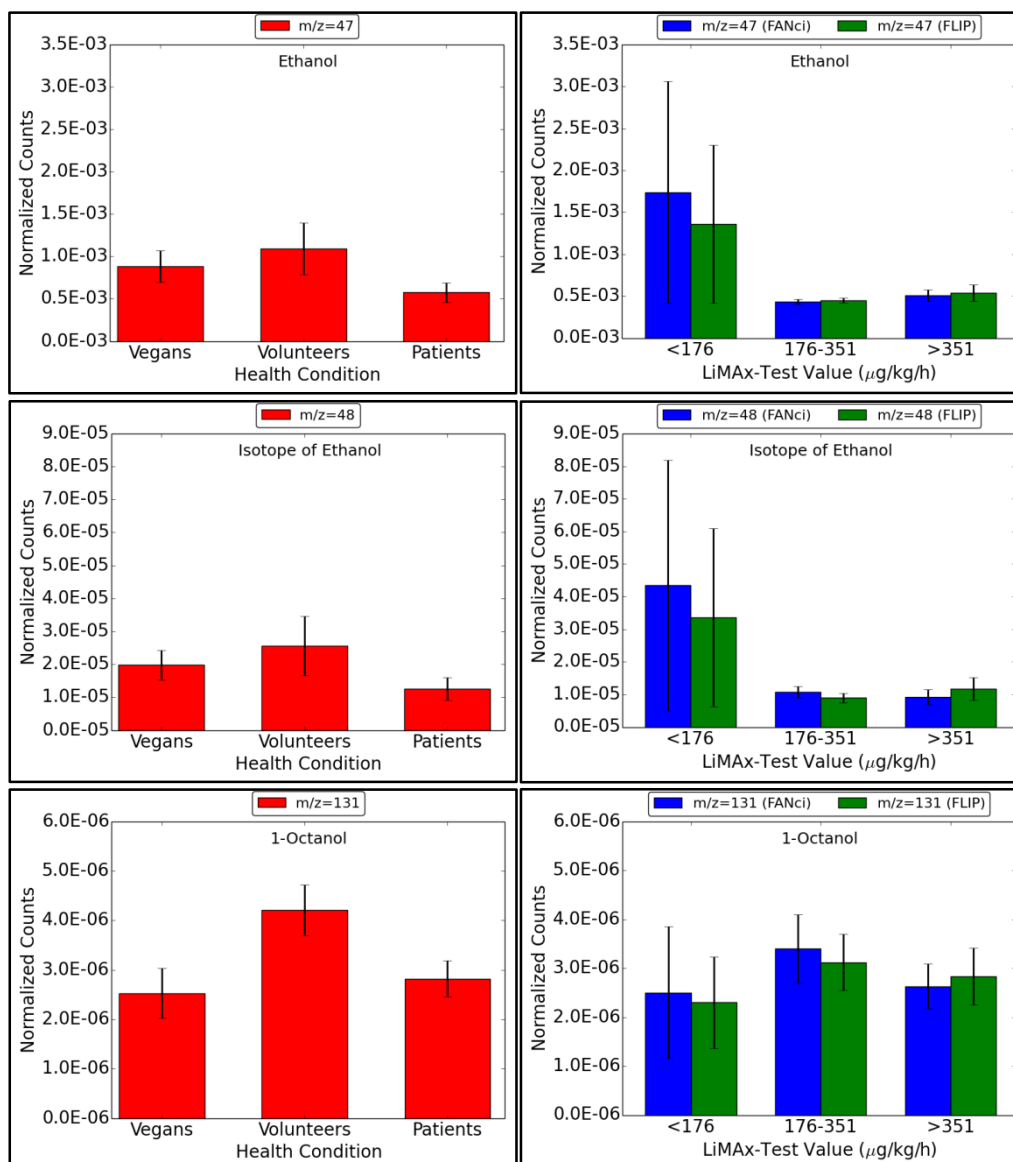 m/z=47
3.5E-03
3.0E-03
2.5E-03
2.0E-03
1.5E-03
1.0E-03
0.5E-03
0.0E-03
Normalized Counts
Ethanol
Vegans Volunteers Patients
Health Condition
m/z=47 (FANci) m/z=47 (FLIP)
3.5E-03
3.0E-03
2.5E-03
2.0E-03
1.5E-03
1.0E-03
0.5E-03
0.0E-03
Normalized Counts
Ethanol
<176 176-351 >351
LiMAx-Test Value (μg/kg/h)
m/z=48
9.0E-05
8.0E-05
7.0E-05
6.0E-05
5.0E-05
4.0E-05
3.0E-05
2.0E-05
1.0E-05
0.0E-05
Normalized Counts
Isotope of Ethanol
Vegans Volunteers Patients
Health Condition
m/z=48 (FANci) m/z=48 (FLIP)
9.0E-05
8.0E-05
7.0E-05
6.0E-05
5.0E-05
4.0E-05
3.0E-05
2.0E-05
1.0E-05
0.0E-05
Normalized Counts
Isotope of Ethanol
<176 176-351 >351
LiMAx-Test Value (μg/kg/h)
m/z=131
6.0E-06
5.0E-06
4.0E-06
3.0E-06
2.0E-06
1.0E-06
0.0E-06
Normalized Counts
1-Octanol
Vegans Volunteers Patients
Health Condition
m/z=131 (FANci) m/z=131 (FLIP)
6.0E-06
5.0E-06
4.0E-06
3.0E-06
2.0E-06
1.0E-06
0.0E-06
Normalized Counts
1-Octanol
<176 176-351 >351
LiMAx-Test Value (μg/kg/h)